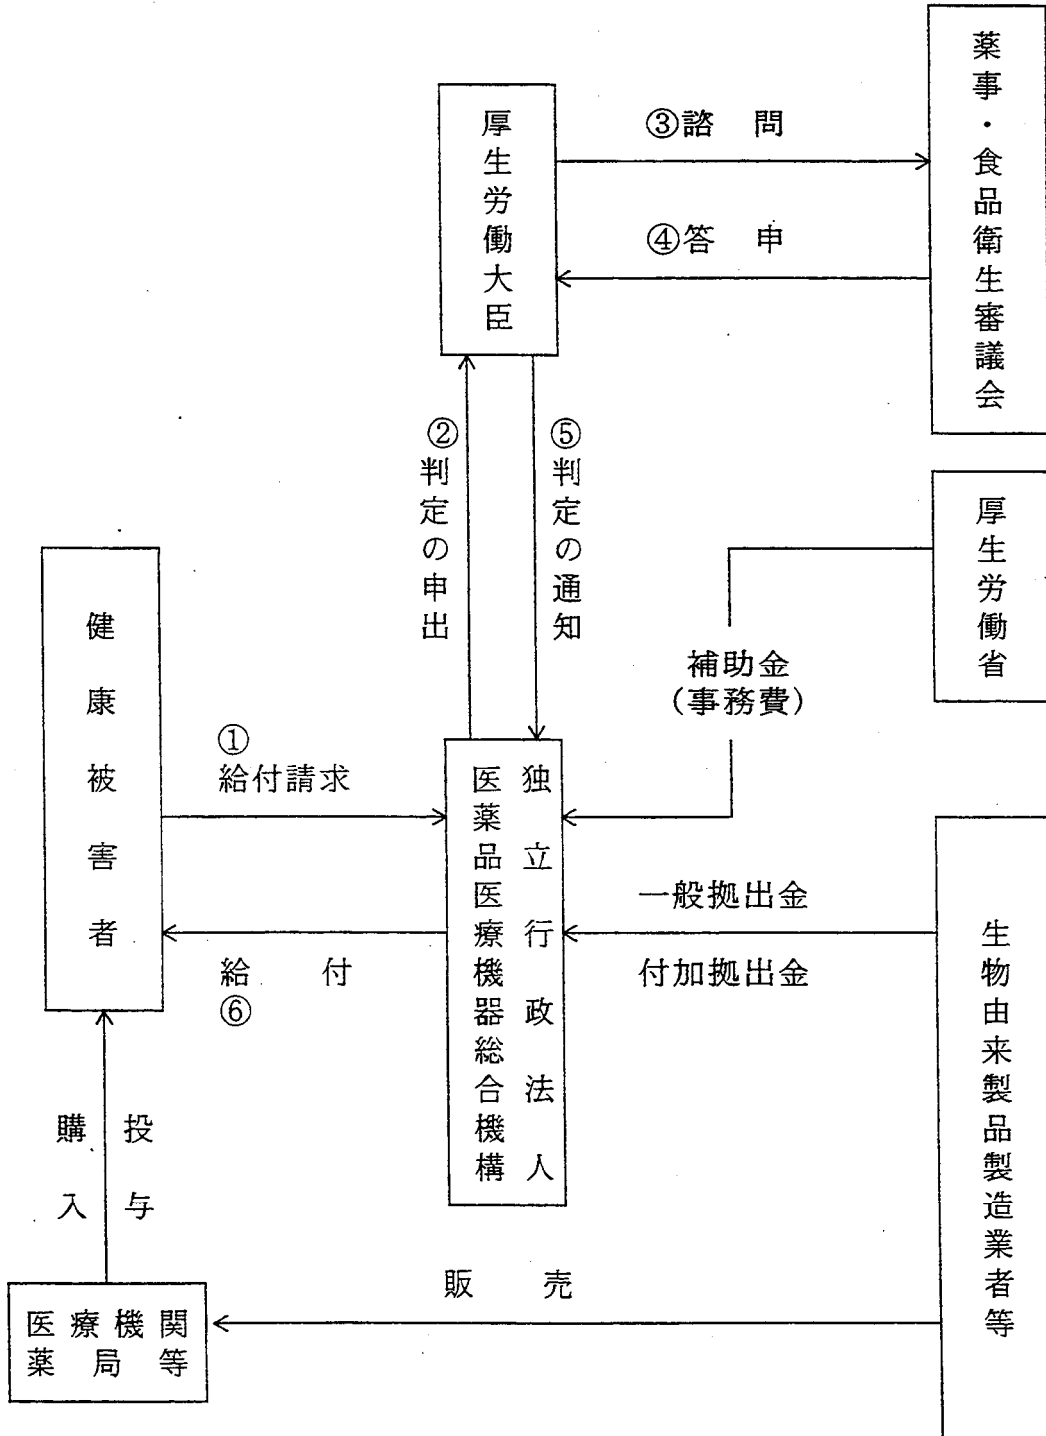 薬事・食品衛生審議会
厚生労働大臣
③諮　問
④答　申
②判定の申出
⑤判定の通知
厚生労働省
補助金
（事務費）
健康被害者
①
給付請求
独立行政法人
医薬品医療機器総合機構
一般拠出金
付加拠出金
給　付
⑥
生物由来製品製造業者等
投与
購入
販　売
医療機関
薬局等